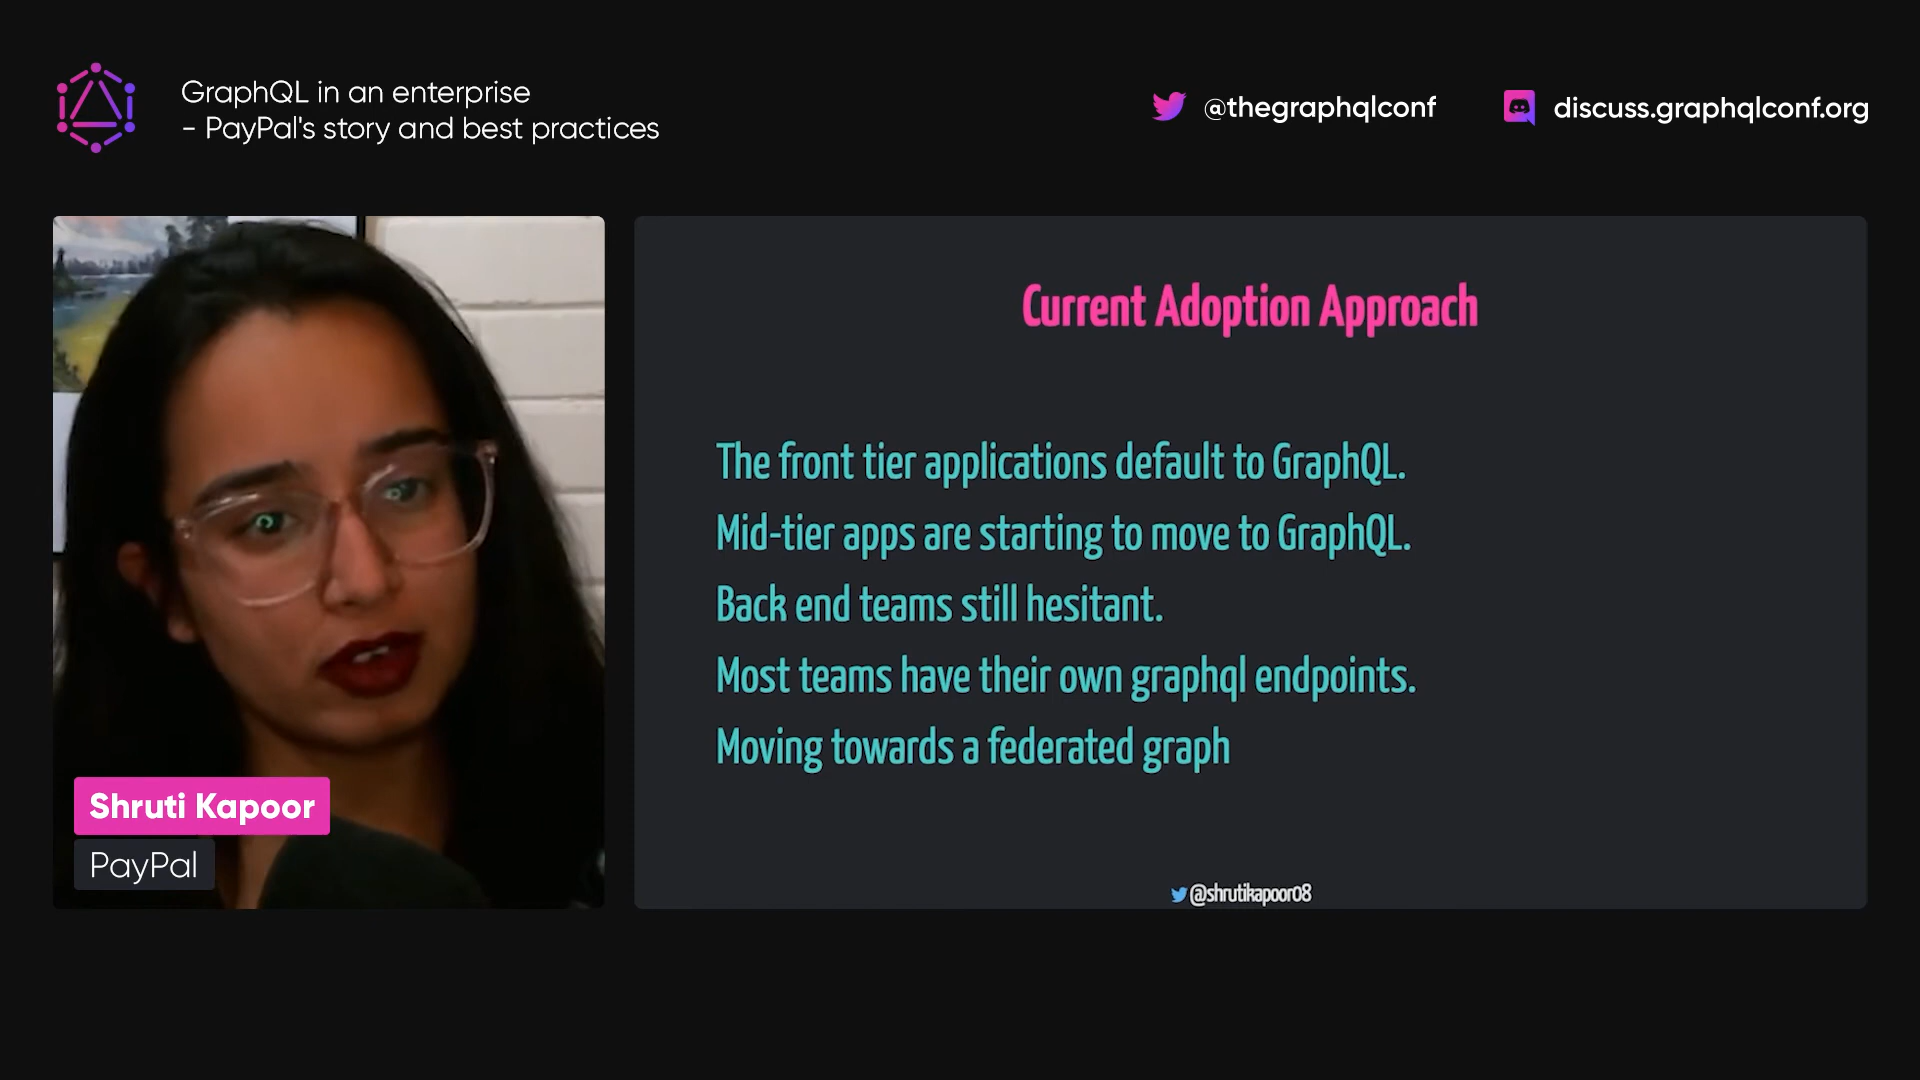 GraphQL in an enterprise
- PayPal's story and best practices
@thegraphqlconf
discuss.graphqlconf.org
Current Adoption Approach
The front tier applications default to GraphQL.
Mid-tier apps are starting to move to GraphQL.
Back end teams still hesitant.
Most teams have their own graphql endpoints.
Moving towards a federated graph
@shrutikapoor08
Shruti Kapoor
PayPal